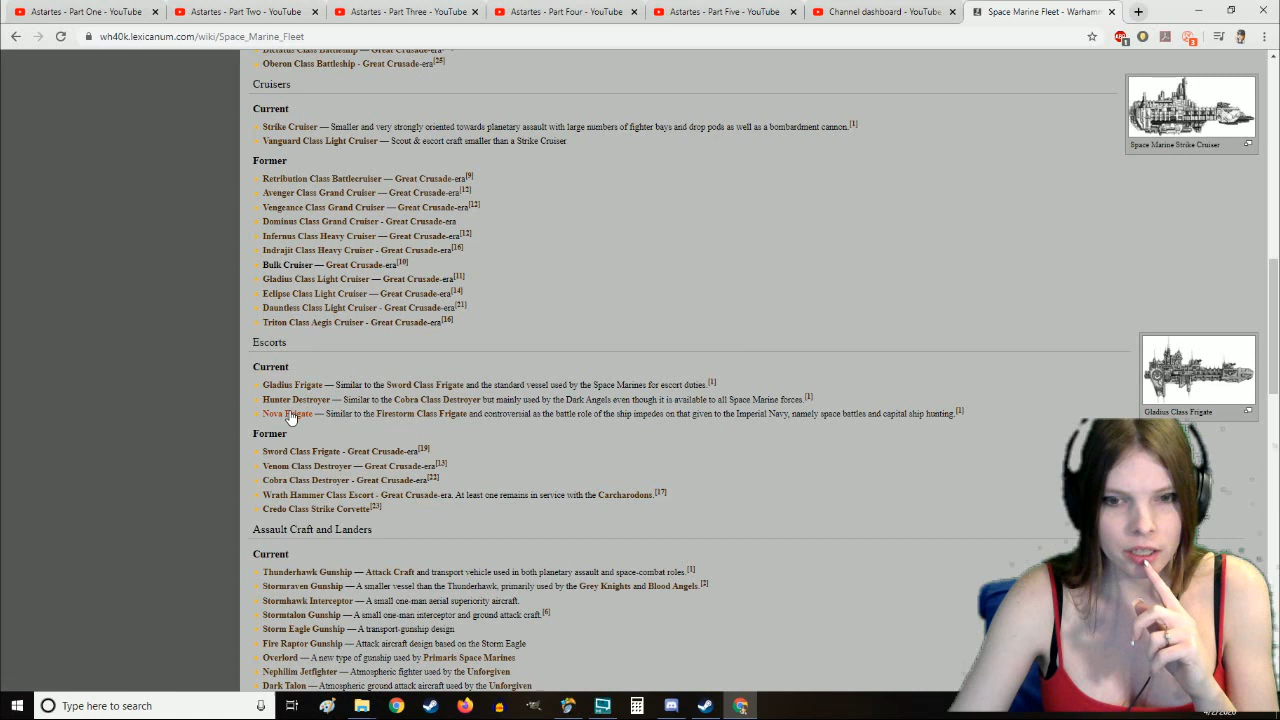 Astartes - Part One - YouTube
Astartes - Part Two - YouTube
Astartes - Part Three - YouTube
Astartes - Part Four - YouTube
Astartes - Part Five - YouTube
Channel dashboard - YouTube
Space Marine Fleet - Warhamm
wh40k.lexicanum.com/wiki/Space_Marine_Fleet
Dictatus Class Battleship - Great Crusade-era
Oberon Class Battleship - Great Crusade-era[25]
Cruisers
Current
Strike Cruiser — Smaller and very strongly oriented towards planetary assault with large numbers of fighter bays and drop pods as well as a bombardment cannon.[1]
Vanguard Class Light Cruiser — Scout & escort craft smaller than a Strike Cruiser
Space Marine Strike Cruiser
Former
Retribution Class Battlecruiser — Great Crusade-era[9]
Avenger Class Grand Cruiser — Great Crusade-era[12]
Vengeance Class Grand Cruiser — Great Crusade-era[12]
Dominus Class Grand Cruiser - Great Crusade-era
Infernus Class Heavy Cruiser — Great Crusade-era[12]
Indrajit Class Heavy Cruiser - Great Crusade-era[16]
Bulk Cruiser — Great Crusade-era[10]
Gladius Class Light Cruiser — Great Crusade-era[11]
Eclipse Class Light Cruiser — Great Crusade-era[14]
Dauntless Class Light Cruiser - Great Crusade-era[21]
Triton Class Aegis Cruiser - Great Crusade-era[16]
Escorts
Current
Gladius Frigate — Similar to the Sword Class Frigate and the standard vessel used by the Space Marines for escort duties.[1]
Hunter Destroyer — Similar to the Cobra Class Destroyer but mainly used by the Dark Angels even though it is available to all Space Marine forces.[1]
Nova Frigate — Similar to the Firestorm Class Frigate and controversial as the battle role of the ship impedes on that given to the Imperial Navy, namely space battles and capital ship hunting.[1]
Gladius Class Frigate
Former
Sword Class Frigate - Great Crusade-era[19]
Venom Class Destroyer — Great Crusade-era[13]
Cobra Class Destroyer - Great Crusade-era[22]
Wrath Hammer Class Escort - Great Crusade-era. At least one remains in service with the Carcharodons.[17]
Credo Class Strike Corvette[23]
Assault Craft and Landers
Current
Thunderhawk Gunship — Attack Craft and transport vehicle used in both planetary assault and space-combat roles.[1]
Stormraven Gunship — A smaller vessel than the Thunderhawk, primarily used by the Grey Knights and Blood Angels.[2]
Stormhawk Interceptor — A small one-man aerial superiority aircraft.
Stormtalon Gunship — A small one-man interceptor and ground attack craft.[6]
Storm Eagle Gunship — A transport-gunship design
Fire Raptor Gunship — Attack aircraft design based on the Storm Eagle
Overlord — A new type of gunship used by Primaris Space Marines
Nephilim Jetfighter — Atmospheric fighter used by the Unforgiven
Dark Talon — Atmospheric ground attack aircraft used by the Unforgiven
Type here to search